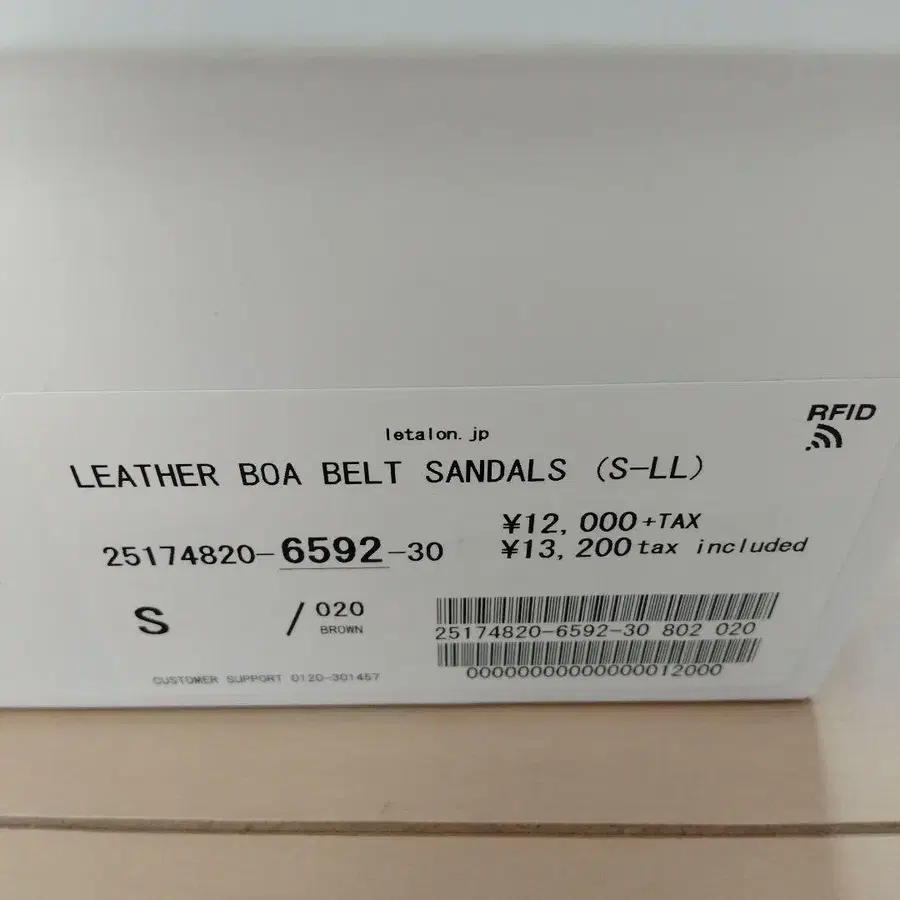 RFID
letalon.jp
LEATHER BOA BELT SANDALS (S-LL)
¥12,000+TAX
25174820-6592-30
¥13,200 tax included
S / 020
BROWN
25174820-6592-30 802 020
00000000000000012000
CUSTOMER SUPPORT 0120-301457